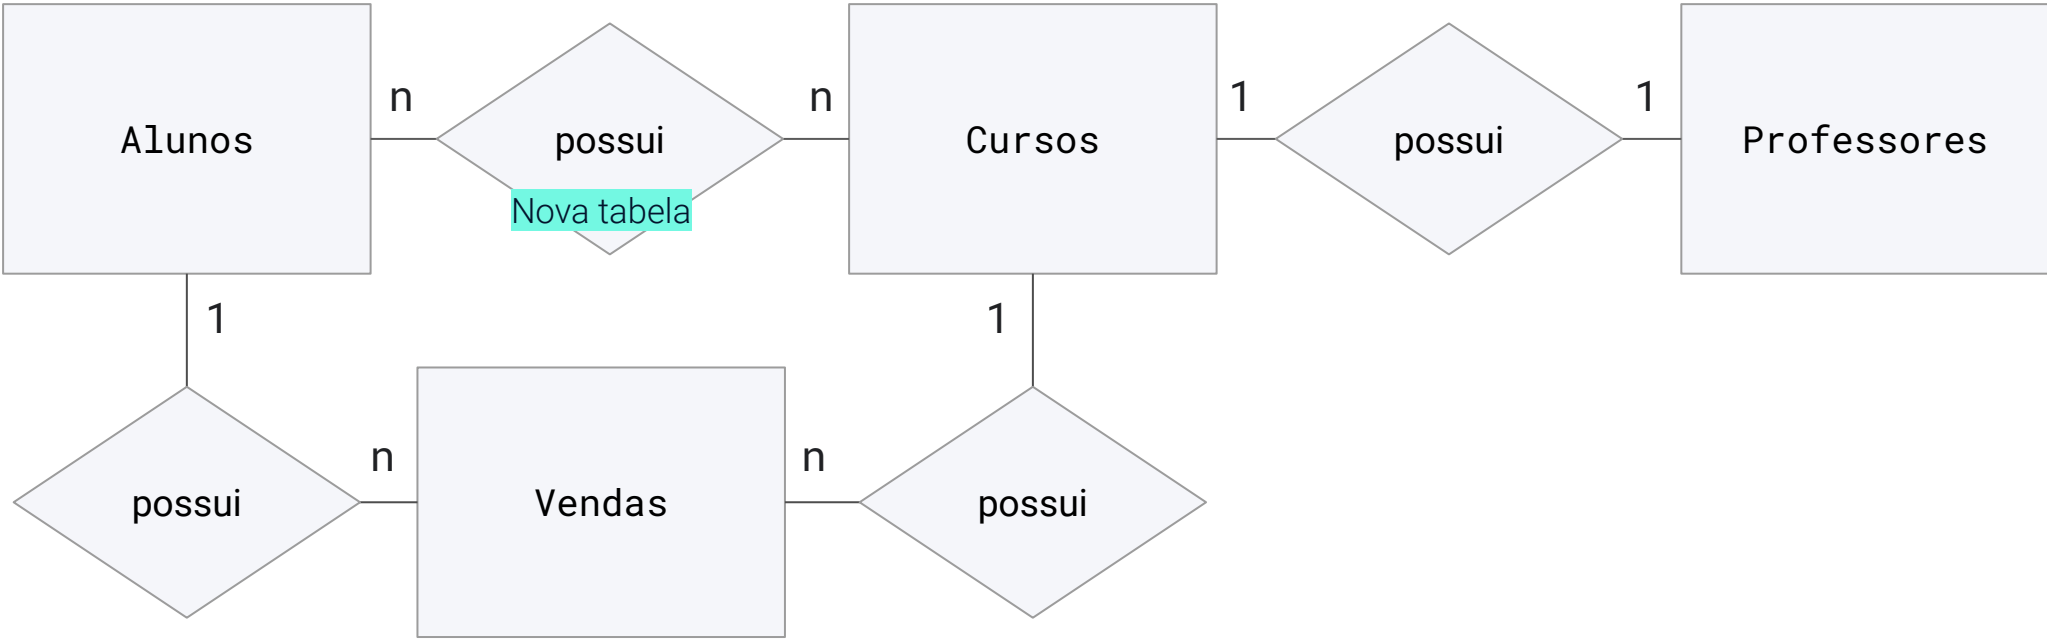 n
n
1
1
Alunos
possui
Cursos
possui
Professores
Nova tabela
1
1
n
n
possui
Vendas
possui